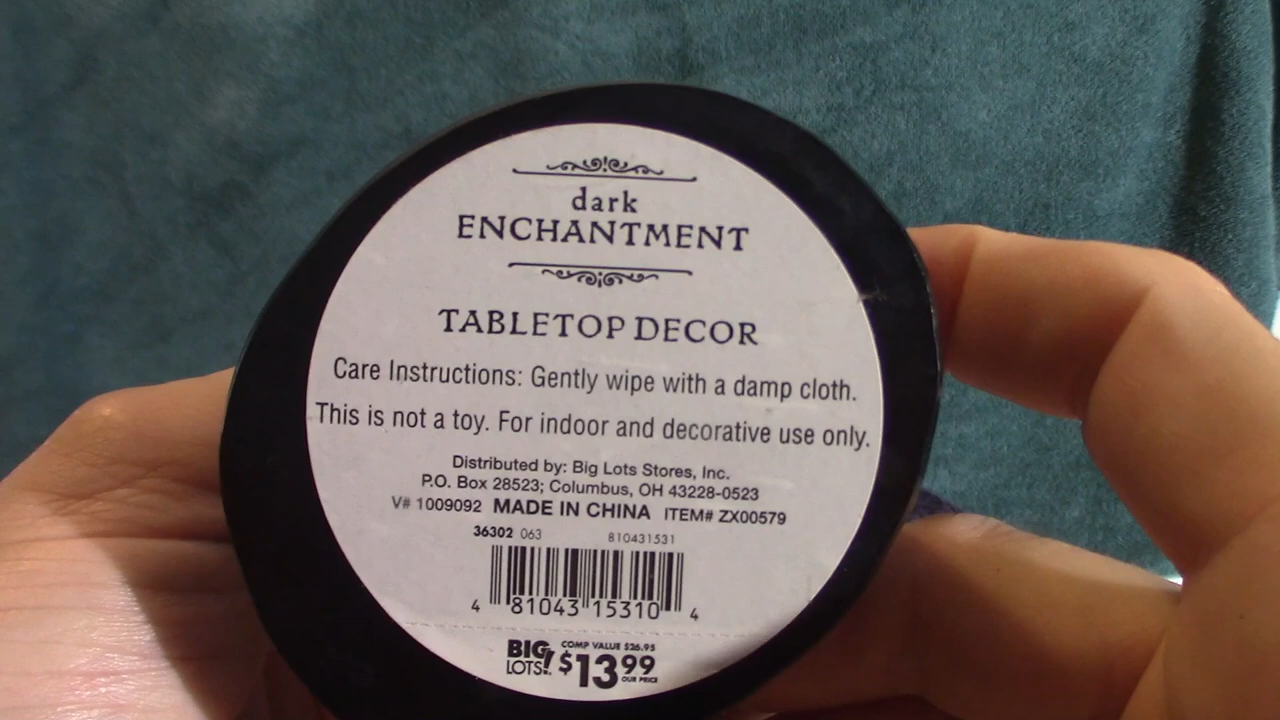 dark
ENCHANTMENT
TABLETOP DECOR
Care Instructions: Gently wipe with a damp cloth.
This is not a toy. For indoor and decorative use only.
Distributed by: Big Lots Stores, Inc.
P.O. Box 28523; Columbus, OH 43228-0523
V# 1009092 MADE IN CHINA ITEM# ZX00579
36302 063 810431531
4 81043 15310 4
BIG LOTS! COMP VALUE $26.95
$13.99 OUR PRICE